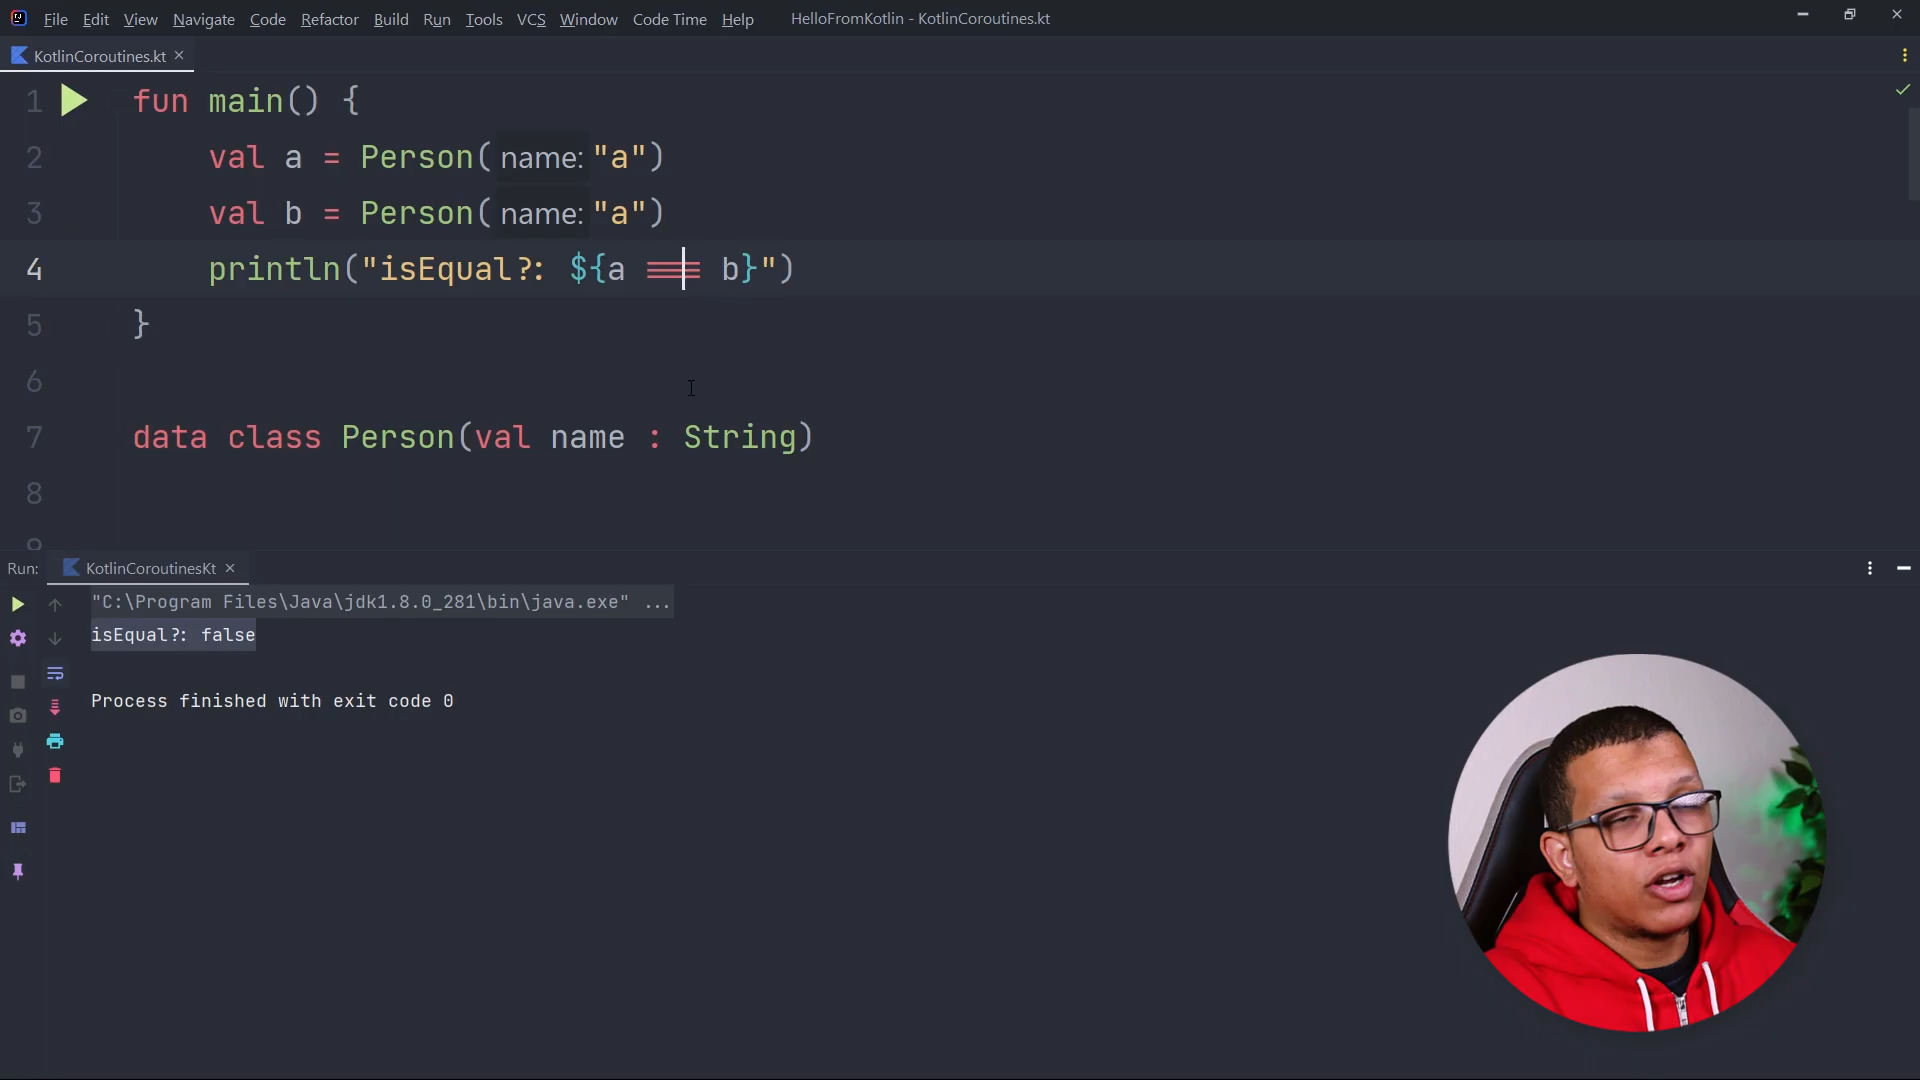 File Edit View Navigate Code Refactor Build Run Tools VCS Window Code Time Help HelloFromKotlin - KotlinCoroutines.kt
KotlinCoroutines.kt
1 fun main() {
2 val a = Person( name: "a")
3 val b = Person( name: "a")
4 println("isEqual?: ${a === b}")
5 }
6
7 data class Person(val name : String)
8
9
Run: KotlinCoroutinesKt
"C:\Program Files\Java\jdk1.8.0_281\bin\java.exe" ...
isEqual?: false
Process finished with exit code 0